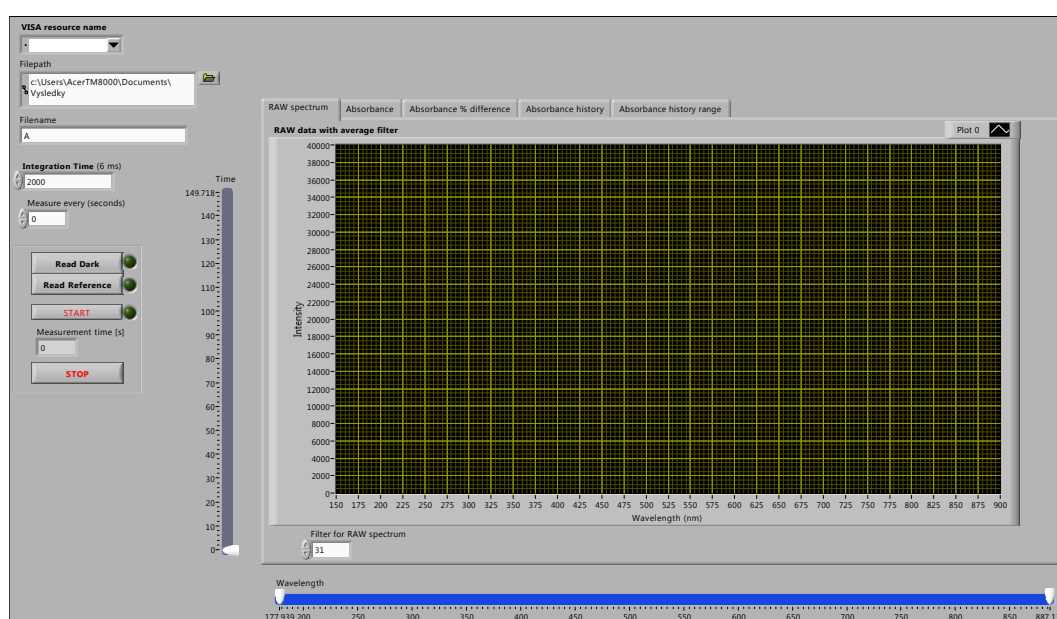 VISA resource name
Filepath
c:\Users\AcerTM8000\Documents\
Vysledky
Filename
A
Integration Time (6 ms)
2000
Measure every (seconds)
0
Read Dark
Read Reference
START
Measurement time [s]
0
STOP
Time
149.718
140
130
120
110
100
90
80
70
60
50
40
30
20
10
0
RAW spectrum Absorbance Absorbance % difference Absorbance history Absorbance history range
RAW data with average filter
Plot 0
40000
38000
36000
34000
32000
30000
28000
26000
24000
22000
20000
18000
16000
14000
12000
10000
8000
6000
4000
2000
0
Intensity
150 175 200 225 250 275 300 325 350 375 400 425 450 475 500 525 550 575 600 625 650 675 700 725 750 775 800 825 850 875 900
Wavelength (nm)
Filter for RAW spectrum
31
Wavelength
177.939 200 250 300 350 400 450 500 550 600 650 700 750 800 850 887.1